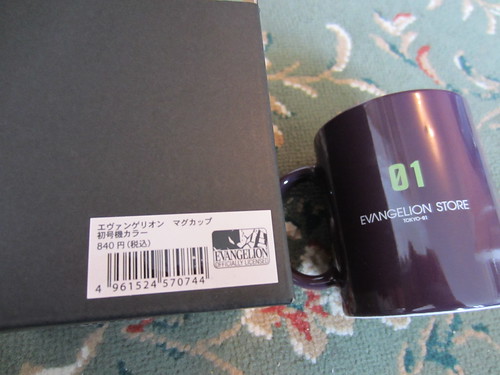 エヴァンゲリオン マグカップ
初号機カラー
840円(税込)
EVANGELION
OFFICIALLY LICENSED
4 961524 570744
01
EVANGELION STORE
TOKYO-01